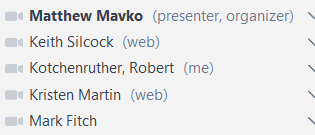 Matthew Mavko (presenter, organizer)
Keith Silcock (web)
Kotchenruther, Robert (me)
Kristen Martin (web)
Mark Fitch